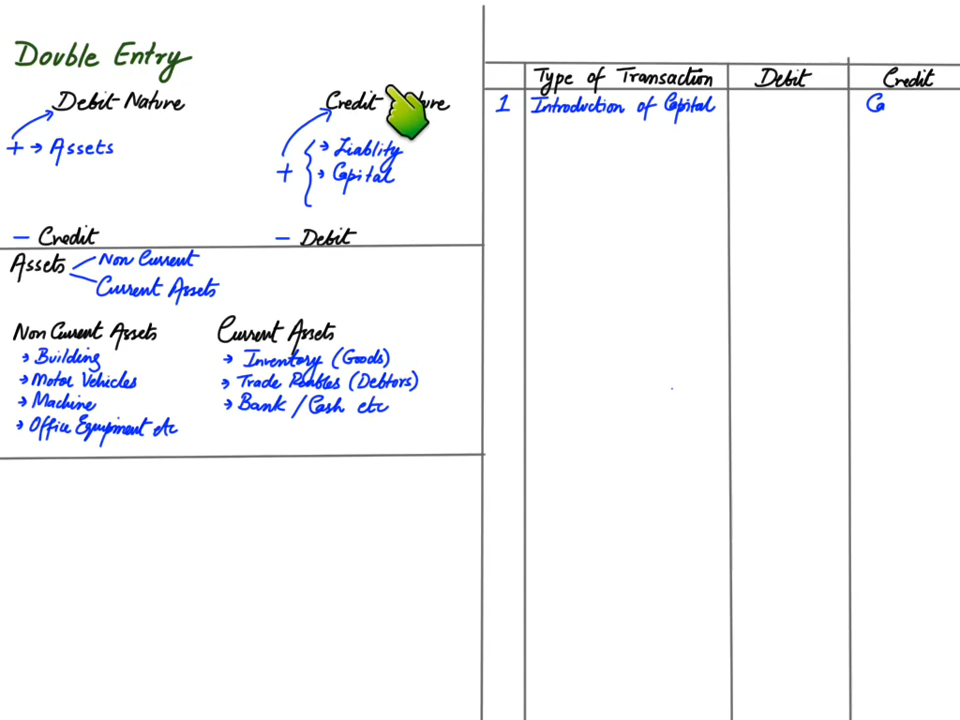 Double Entry
Debit Nature
+ → Assets
- Credit
Credit
+ → Liablity
→ Capital
- Debit
Assets
Non Current
Current Assets
Non Current Assets
→ Building
→ Motor Vehicles
→ Machine
→ Office Equipment etc
Current Assets
→ Inventory (Goods)
→ Trade (Debtors)
→ Bank / Cash etc
Type of Transaction Debit Credit
1 Introduction of Capital Ca